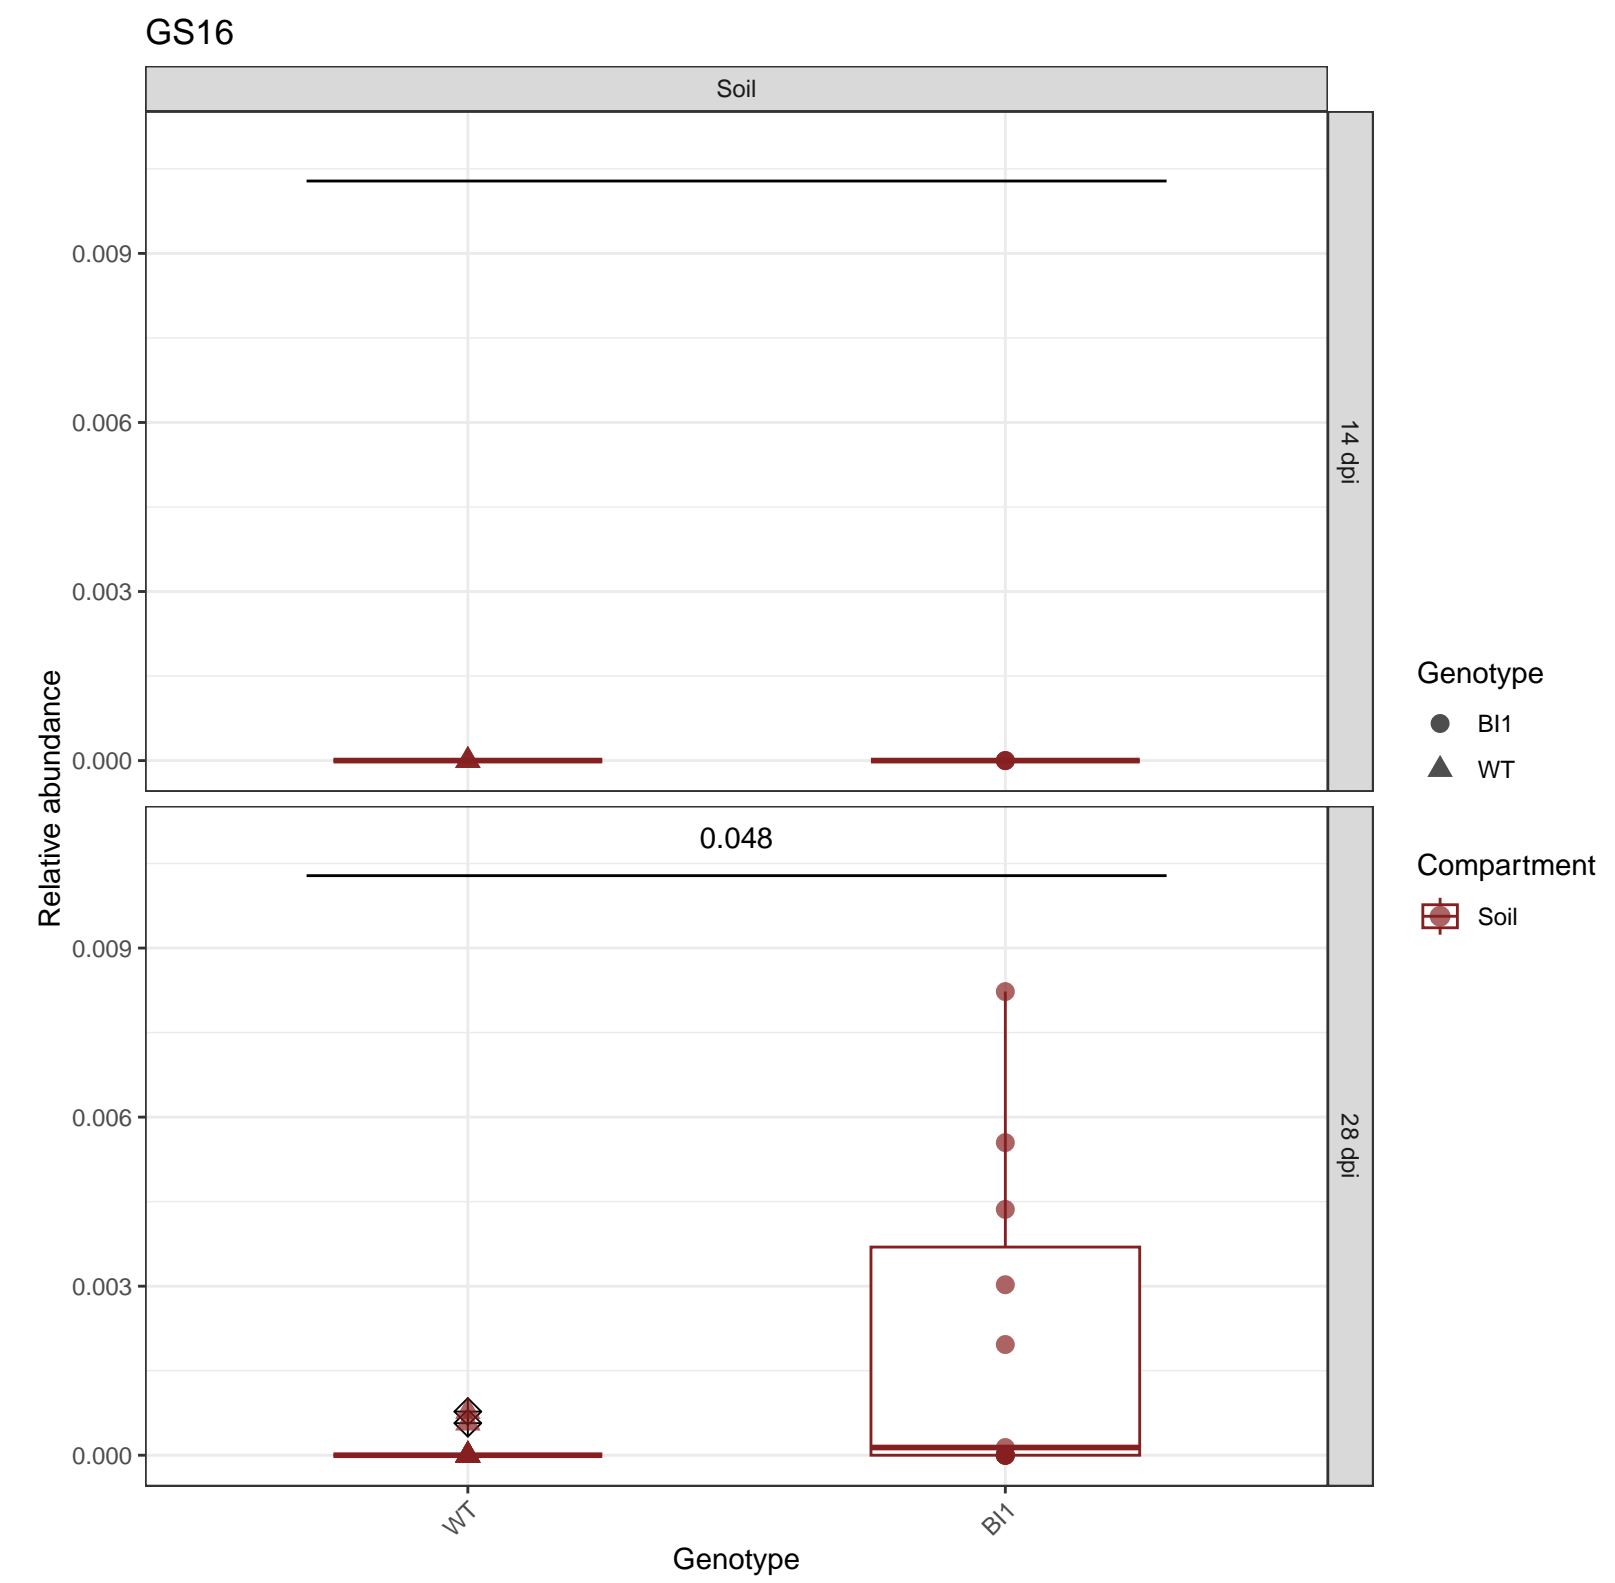 GS16
Soil
0.009
0.006
0.003
0.000
14 dpi
0.048
0.009
0.006
0.003
0.000
28 dpi
Relative abundance
WT
BI1
Genotype
Genotype
BI1
WT
Compartment
Soil